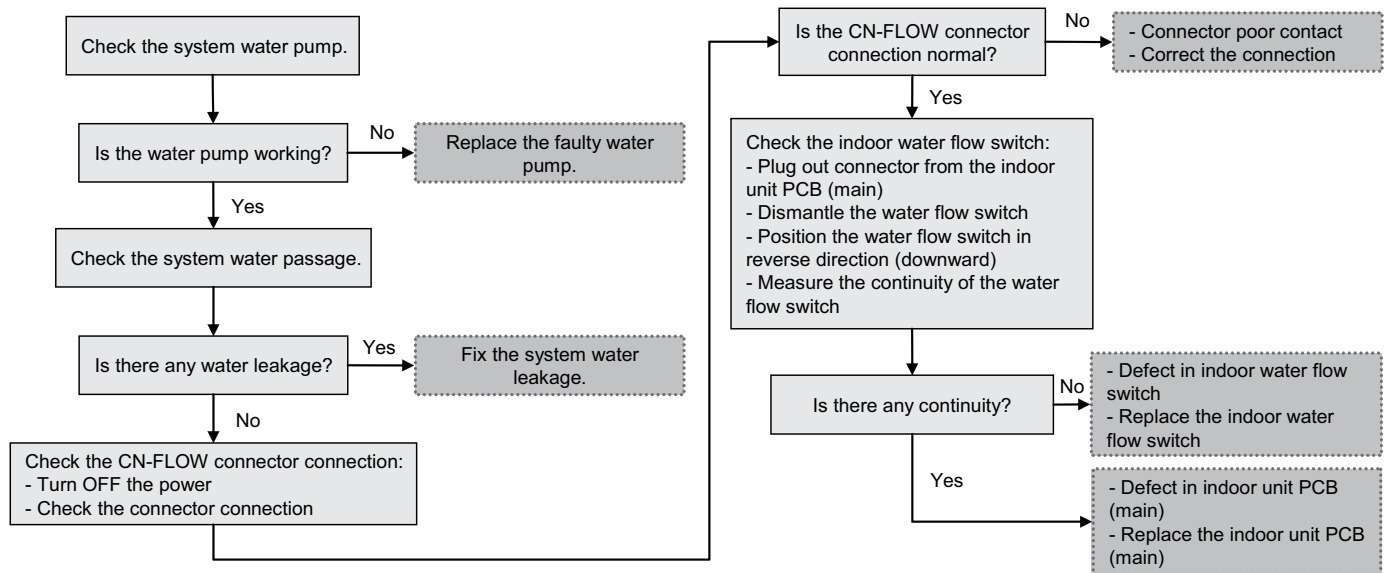 Check the system water pump.
Is the water pump working?
No
Replace the faulty water
pump.
Yes
Check the system water passage.
Is there any water leakage?
Yes
Fix the system water
leakage.
No
Check the CN-FLOW connector connection:
- Turn OFF the power
- Check the connector connection
Is the CN-FLOW connector
connection normal?
No
- Connector poor contact
- Correct the connection
Yes
Check the indoor water flow switch:
- Plug out connector from the indoor
unit PCB (main)
- Dismantle the water flow switch
- Position the water flow switch in
reverse direction (downward)
- Measure the continuity of the water
flow switch
Is there any continuity?
No
- Defect in indoor water flow
switch
- Replace the indoor water
flow switch
Yes
- Defect in indoor unit PCB
(main)
- Replace the indoor unit PCB
(main)